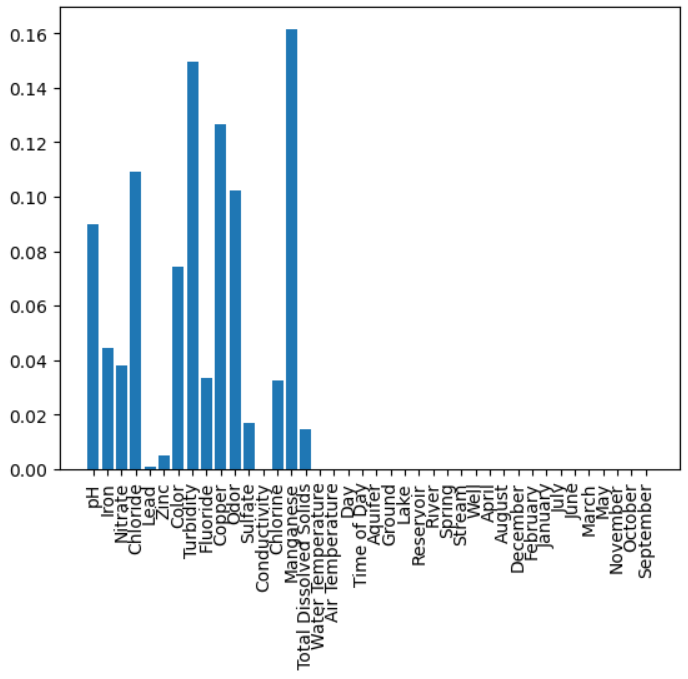 0.16
0.14
0.12
0.10
0.08
0.06
0.04
0.02
0.00
pH
Iron
Nitrate
Chloride
Lead
Zinc
Color
Turbidity
Fluoride
Copper
Odor
Sulfate
Conductivity
Chlorine
Manganese
Total Dissolved Solids
Water Temperature
Air Temperature
Day
Time of Day
Aquifer
Ground
Lake
Reservoir
River
Spring
Stream
Well
April
August
December
February
January
July
June
March
May
November
October
September